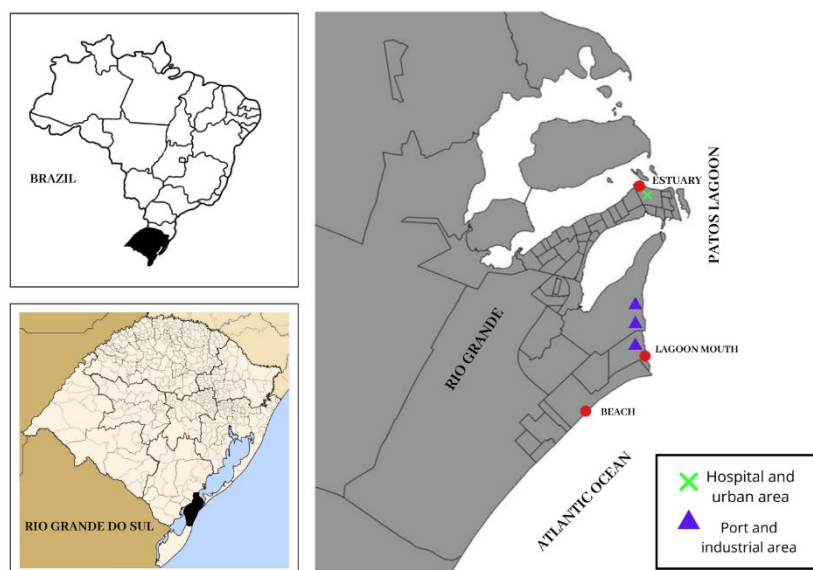 BRAZIL
RIO GRANDE DO SUL
ESTUARY
PATOS LAGOON
RIO GRANDE
LAGOON MOUTH
BEACH
ATLANTIC OCEAN
Hospital and
urban area
Port and
industrial area